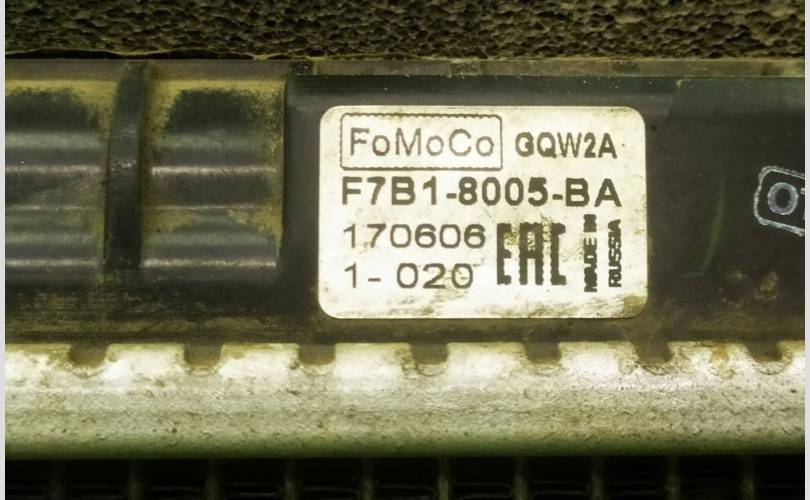 FoMoCo GQW2A
F7B1-8005-BA
170606
1- 020
EAC
MADE IN
RUSSIA